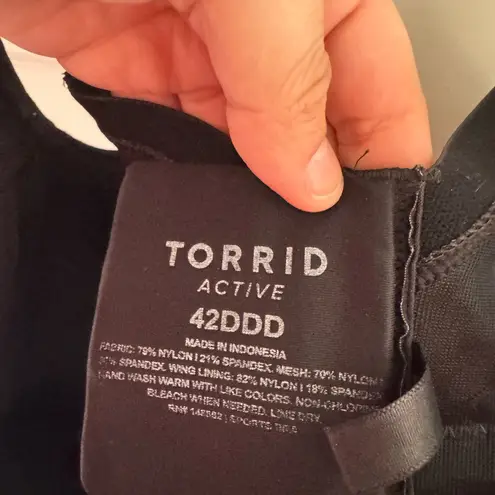 TORRID
ACTIVE
42DDD
MADE IN INDONESIA
FABRIC: 79% NYLON | 21% SPANDEX. MESH: 70% NYLON |
SPANDEX. WING LINING: 82% NYLON | 18% SPANDEX.
HAND WASH WARM WITH LIKE COLORS. NON-CHLORINE
BLEACH WHEN NEEDED. LINE DRY.
RN# | SPORTS BRA